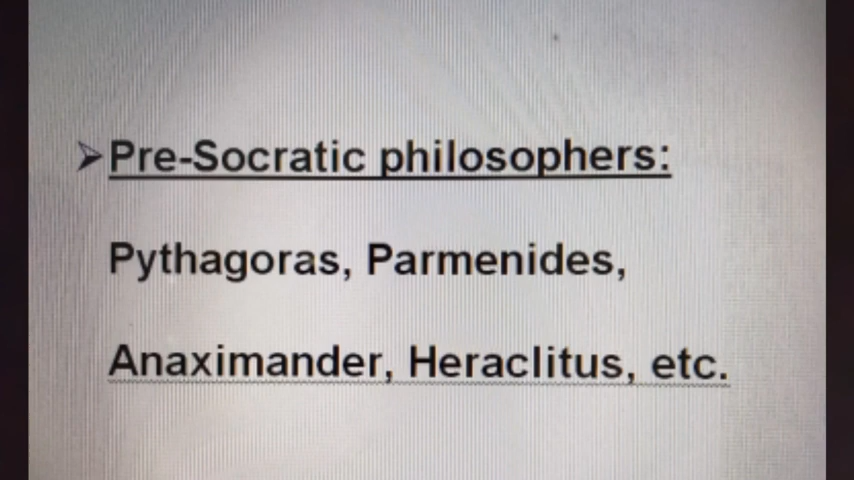 ➢Pre-Socratic philosophers:
Pythagoras, Parmenides,
Anaximander, Heraclitus, etc.